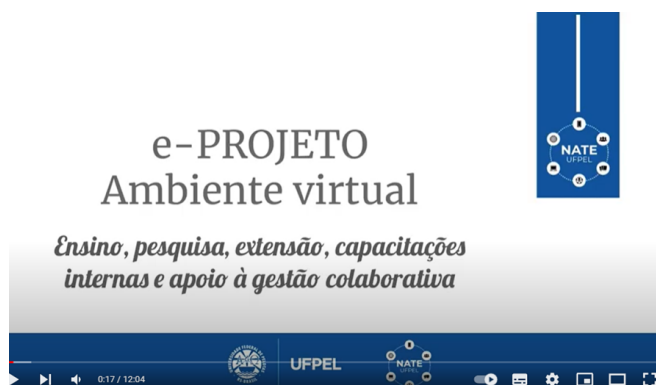 NATE
UFPEL
e-PROJETO
Ambiente virtual
Ensino, pesquisa, extensão, capacitações
internas e apoio à gestão colaborativa
UFPEL
NATE
UFPEL
0:17 / 12:04